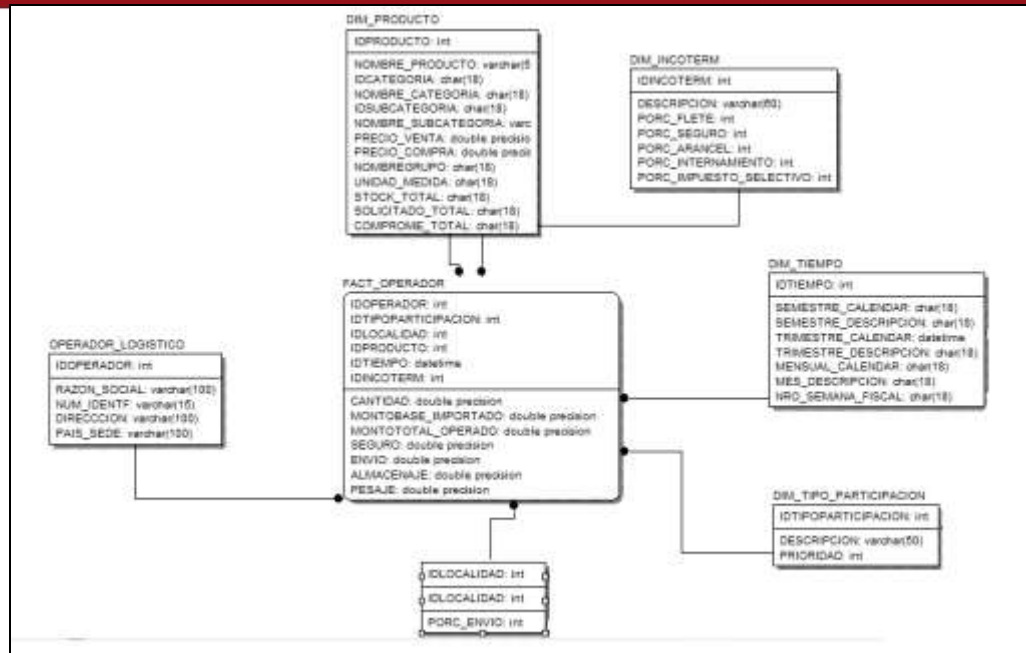 DIM_PRODUCTO
IDPRODUCTO: int
NOMBRE_PRODUCTO: varchar(5
IDCATEGORIA: char(18)
NOMBRE_CATEGORIA: char(18)
IDSUBCATEGORIA: char(18)
NOMBRE_SUBCATEGORIA: varc
PRECIO_VENTA: double precisio
PRECIO_COMPRA: double precis
NOMBREGRUPO: char(18)
UNIDAD_MEDIDA: char(18)
STOCK_TOTAL: char(18)
SOLICITADO_TOTAL: char(18)
COMPROME_TOTAL: char(18)
DIM_INCOTERM
IDINCOTERM: int
DESCRIPCION: varchar(60)
PORC_FLETE: int
PORC_SEGURO: int
PORC_ARANCEL: int
PORC_INTERNAMIENTO: int
PORC_IMPUESTO_SELECTIVO: int
FACT_OPERADOR
IDOPERADOR: int
IDTIPOPARTICIPACION: int
IDLOCALIDAD: int
IDPRODUCTO: int
IDTIEMPO: datetime
IDINCOTERM: int
CANTIDAD: double precision
MONTOBASE_IMPORTADO: double precision
MONTOTOTAL_OPERADO: double precision
SEGURO: double precision
ENVIO: double precision
ALMACENAJE: double precision
PESAJE: double precision
DIM_TIEMPO
IDTIEMPO: int
SEMESTRE_CALENDAR: char(18)
SEMESTRE_DESCRIPCION: char(18)
TRIMESTRE_CALENDAR: datetime
TRIMESTRE_DESCRIPCION: char(18)
MENSUAL_CALENDAR: char(18)
MES_DESCRIPCION: char(18)
NRO_SEMANA_FISCAL: char(18)
OPERADOR_LOGISTICO
IDOPERADOR: int
RAZON_SOCIAL: varchar(100)
NUM_IDENTF: varchar(15)
DIRECCCION: varchar(100)
PAIS_SEDE: varchar(100)
DIM_TIPO_PARTICIPACION
IDTIPOPARTICIPACION: int
DESCRIPCION: varchar(50)
PRIORIDAD: int
IDLOCALIDAD: int
IDLOCALIDAD: int
PORC_ENVIO: int